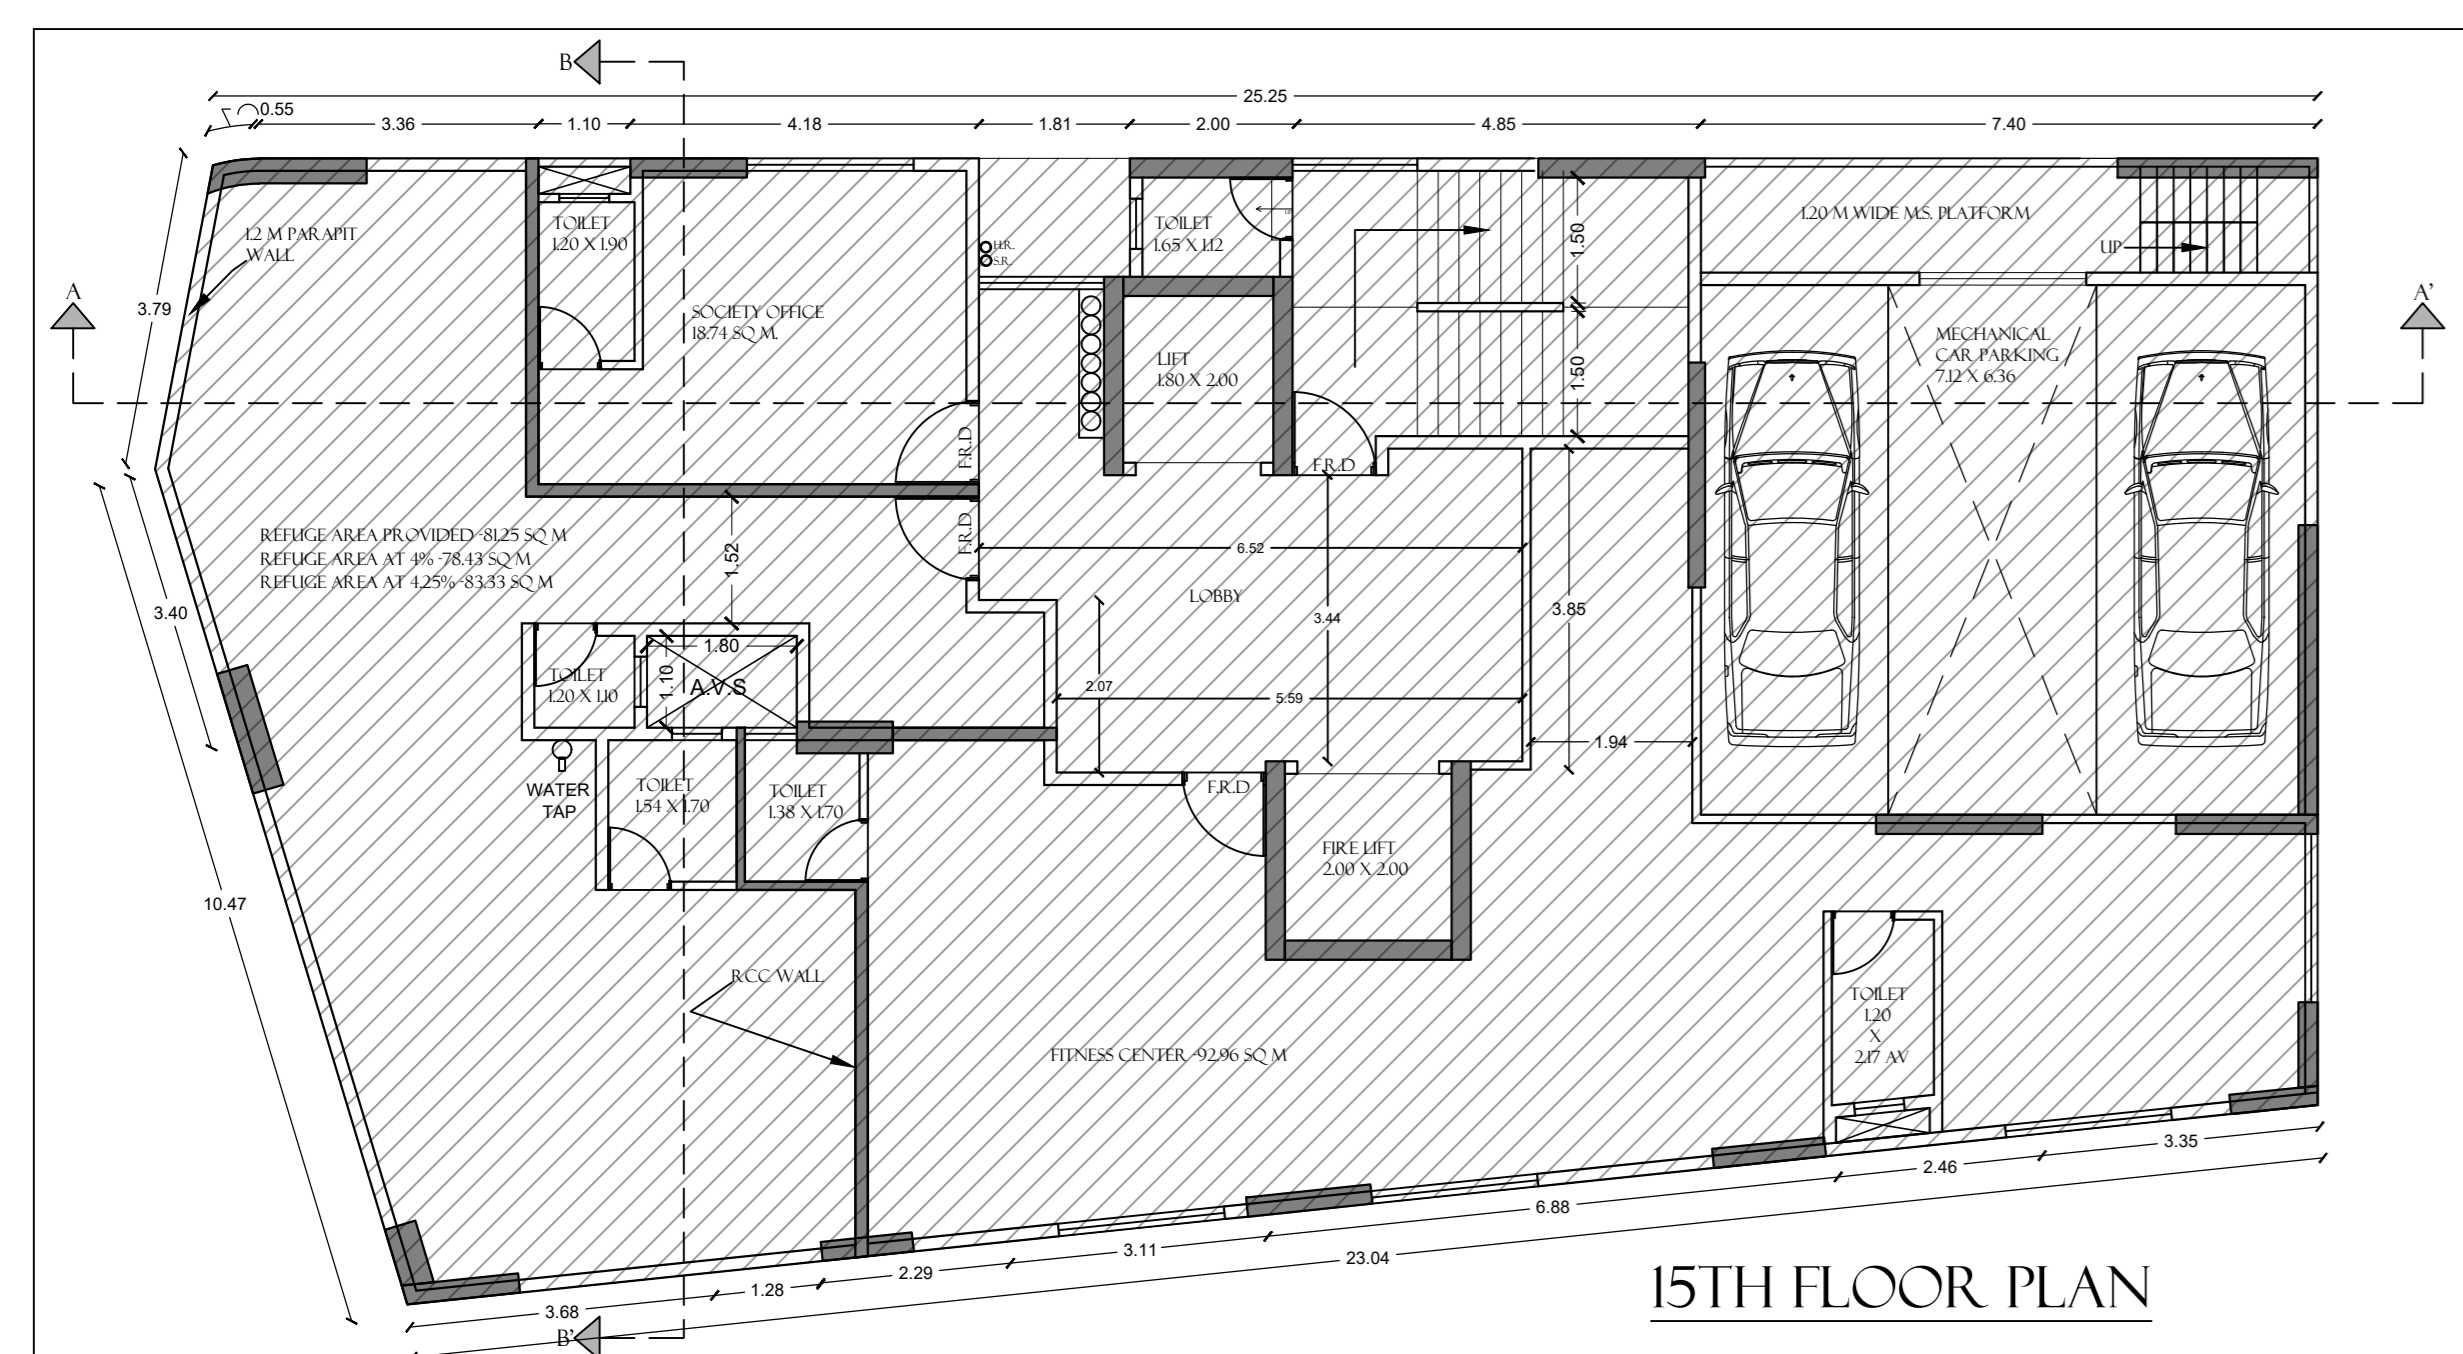 B
25.25
0.55
3.36
1.10
4.18
1.81
2.00
4.85
7.40
1.2 M PARAPIT
WALL
TOILET
1.20 X 1.90
SOCIETY OFFICE
18.74 SQ M.
H.R.
S.R.
TOILET
1.65 X 1.12
1.50
1.20 M WIDE M.S. PLATFORM
UP
A
A'
3.79
LIFT
1.80 X 2.00
1.50
MECHANICAL
CAR PARKING
7.12 X 6.36
F.R.D
F.R.D
F.R.D
REFUGE AREA PROVIDED -81.25 SQ M
REFUGE AREA AT 4% -78.43 SQ M
REFUGE AREA AT 4.25% -83.33 SQ M
1.52
6.52
LOBBY
3.44
3.85
3.40
TOILET
1.20 X 1.10
1.80
1.10
A.V.S
2.07
5.59
1.94
WATER
TAP
TOILET
1.54 X 1.70
TOILET
1.38 X 1.70
F.R.D
FIRE LIFT
2.00 X 2.00
10.47
RCC WALL
FITNESS CENTER -92.96 SQ M
TOILET
1.20
X
2.17 AV
3.35
2.46
6.88
3.11
23.04
2.29
1.28
3.68
B'
15TH FLOOR PLAN